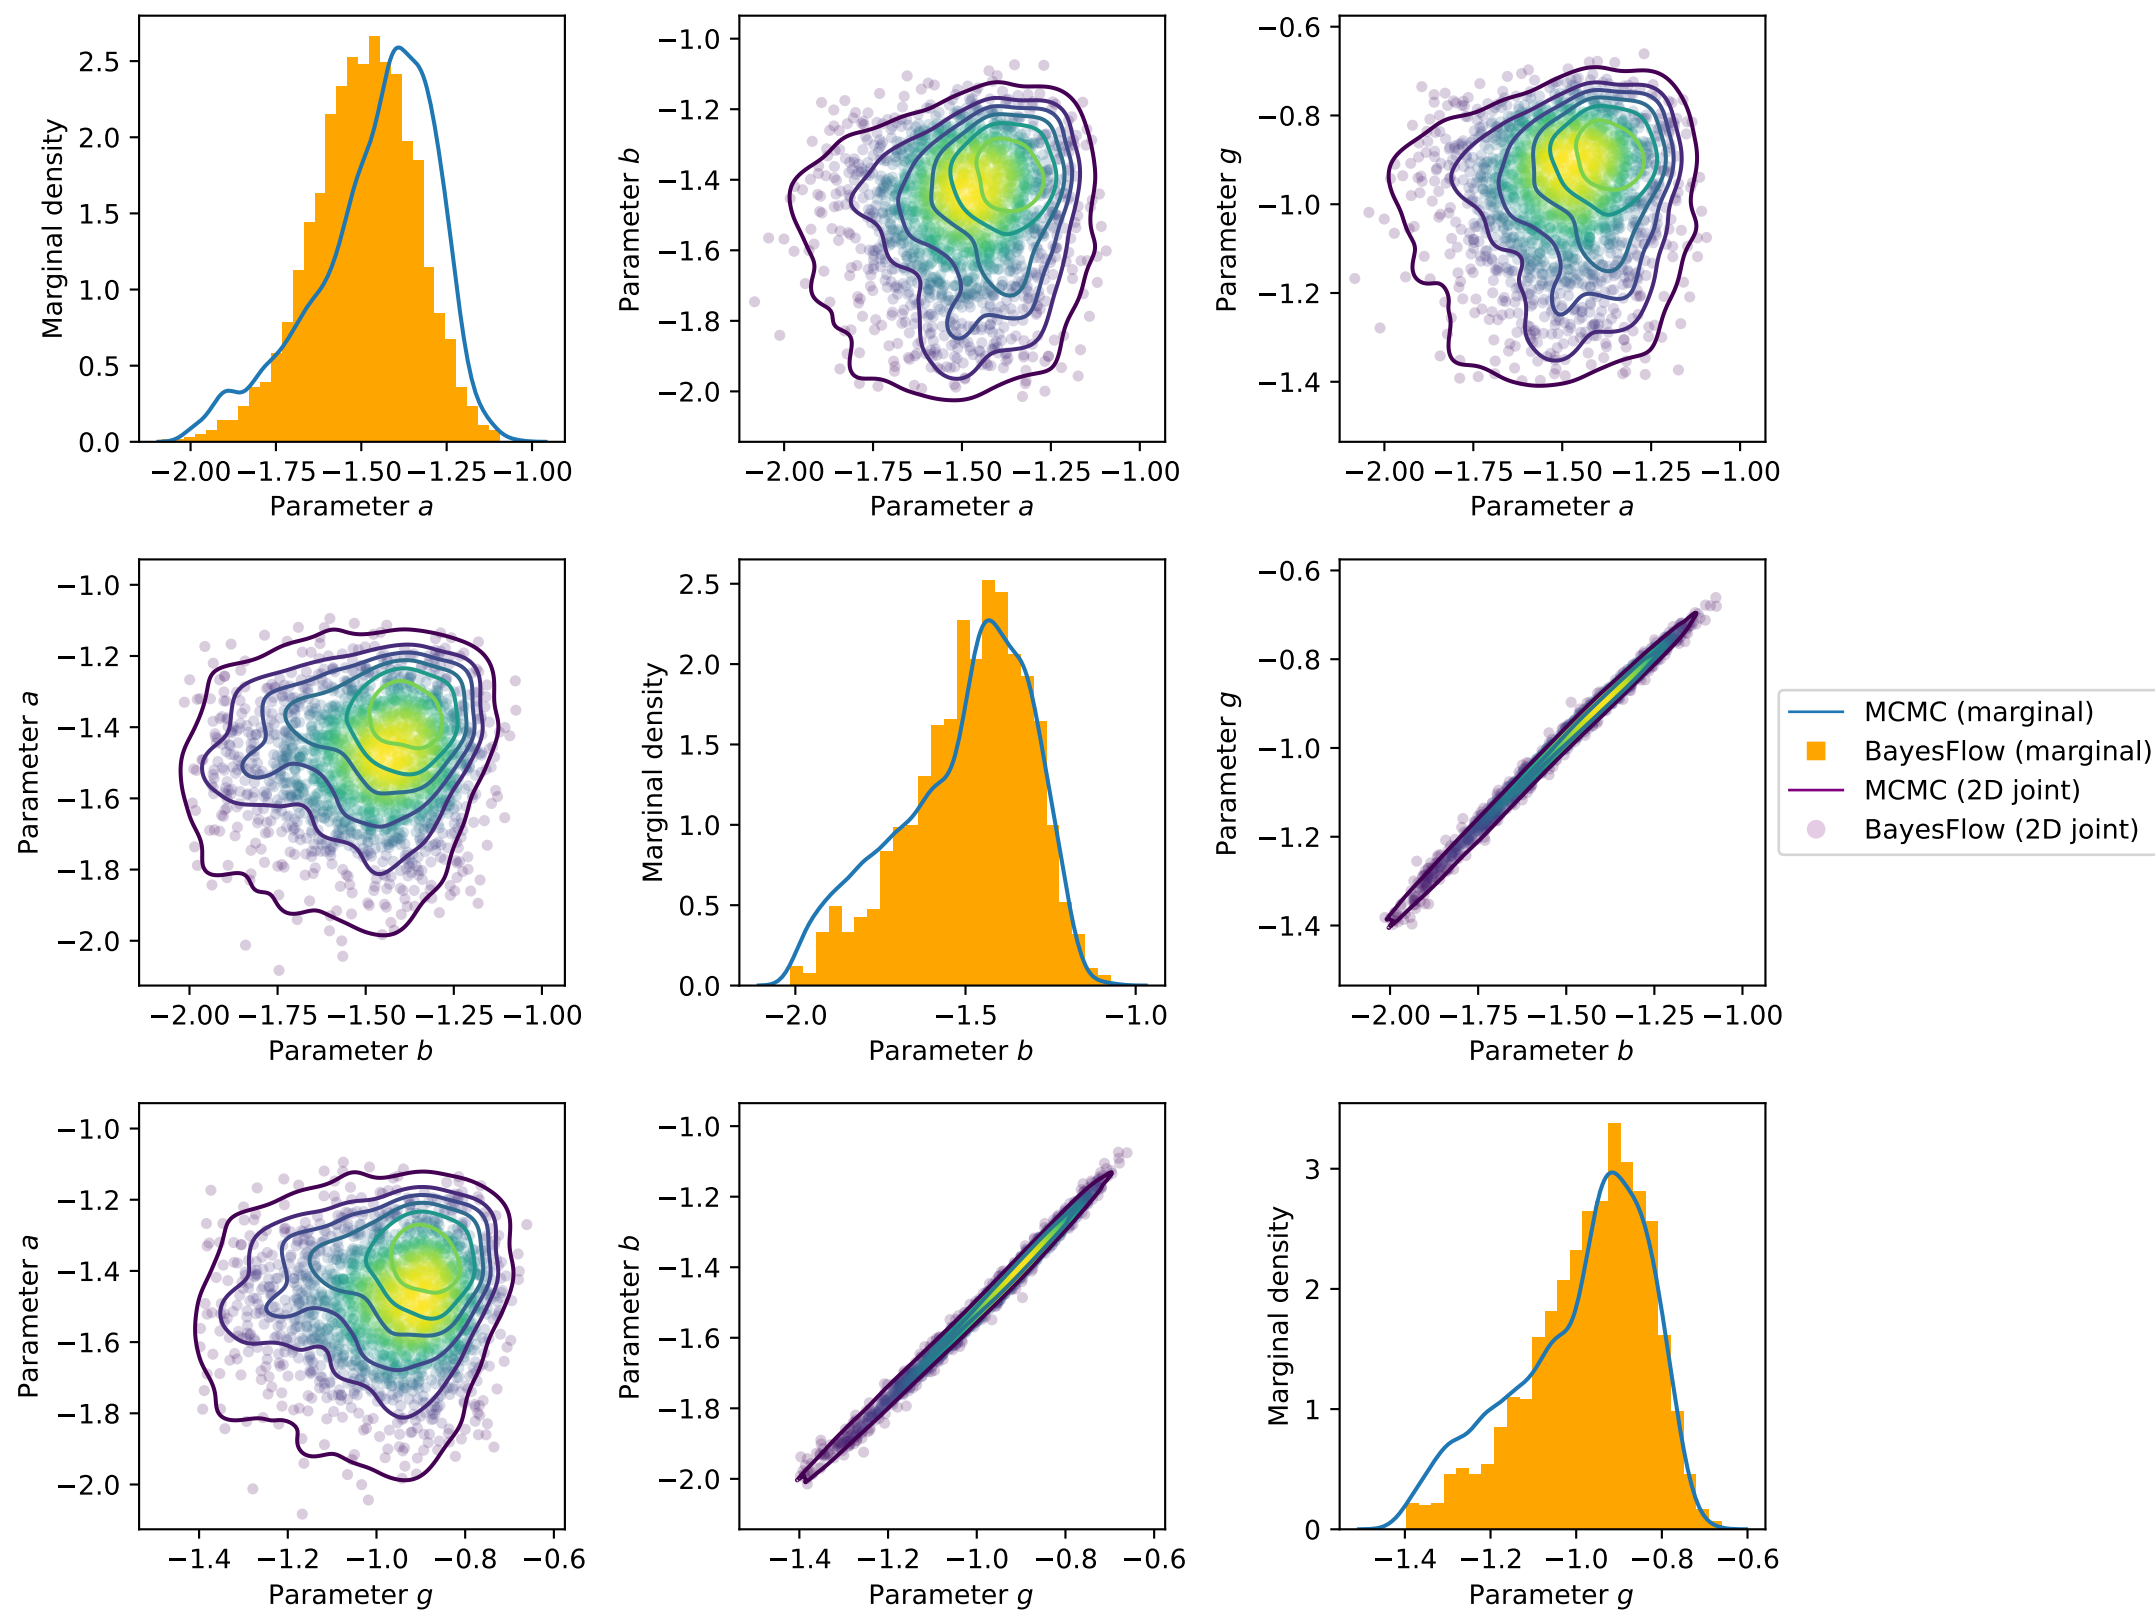 2.5
2.0
1.5
1.0
0.5
0.0
Marginal density
−2.00 −1.75 −1.50 −1.25 −1.00
Parameter a
−1.0
−1.2
−1.4
−1.6
−1.8
−2.0
Parameter b
−2.00 −1.75 −1.50 −1.25 −1.00
Parameter a
−0.6
−0.8
−1.0
−1.2
−1.4
Parameter g
−2.00 −1.75 −1.50 −1.25 −1.00
Parameter a
−1.0
−1.2
−1.4
−1.6
−1.8
−2.0
Parameter a
−2.00 −1.75 −1.50 −1.25 −1.00
Parameter b
2.5
2.0
1.5
1.0
0.5
0.0
Marginal density
−2.0 −1.5 −1.0
Parameter b
−0.6
−0.8
−1.0
−1.2
−1.4
Parameter g
−2.00 −1.75 −1.50 −1.25 −1.00
Parameter b
MCMC (marginal)
BayesFlow (marginal)
MCMC (2D joint)
BayesFlow (2D joint)
−1.0
−1.2
−1.4
−1.6
−1.8
−2.0
Parameter a
−1.4 −1.2 −1.0 −0.8 −0.6
Parameter g
−1.0
−1.2
−1.4
−1.6
−1.8
−2.0
Parameter b
−1.4 −1.2 −1.0 −0.8 −0.6
Parameter g
3
2
1
0
Marginal density
−1.4 −1.2 −1.0 −0.8 −0.6
Parameter g